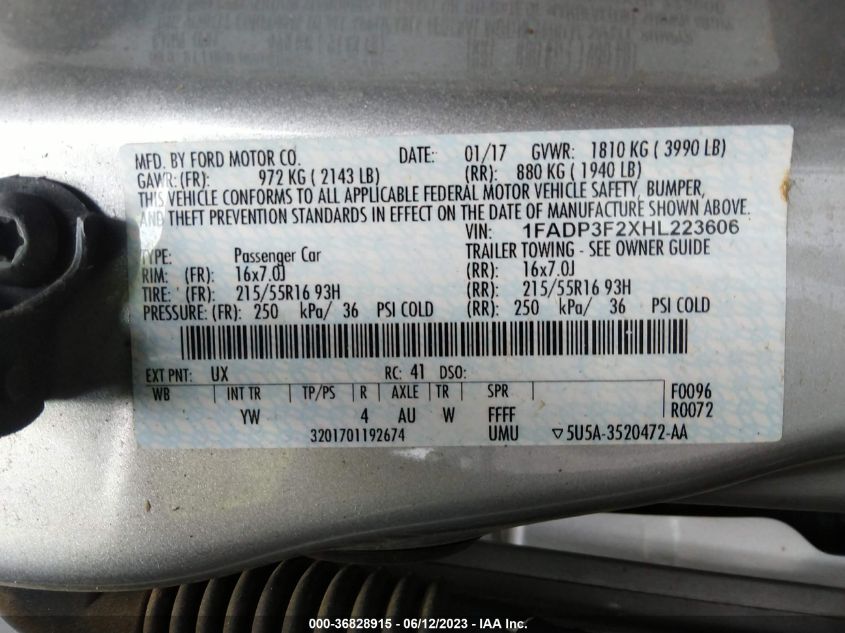 MFD. BY FORD MOTOR CO. DATE: 01/17 GVWR: 1810 KG ( 3990 LB)
GAWR:(FR): 972 KG ( 2143 LB) (RR): 880 KG ( 1940 LB)
THIS VEHICLE CONFORMS TO ALL APPLICABLE FEDERAL MOTOR VEHICLE SAFETY, BUMPER,
AND THEFT PREVENTION STANDARDS IN EFFECT ON THE DATE OF MANUFACTURE SHOWN ABOVE.
VIN: 1FADP3F2XHL223606
TYPE: Passenger Car TRAILER TOWING - SEE OWNER GUIDE
RIM: (FR): 16x7.0J (RR): 16x7.0J
TIRE: (FR): 215/55R16 93H (RR): 215/55R16 93H
PRESSURE: (FR): 250 kPa/ 36 PSI COLD (RR): 250 kPa/ 36 PSI COLD
EXT PNT: UX RC: 41 DSO:
WB INT TR TP/PS R AXLE TR SPR F0096
YW 4 AU W FFFF R0072
3201701192674 UMU ▽5U5A-3520472-AA
000-36828915 - 06/12/2023 - IAA Inc.